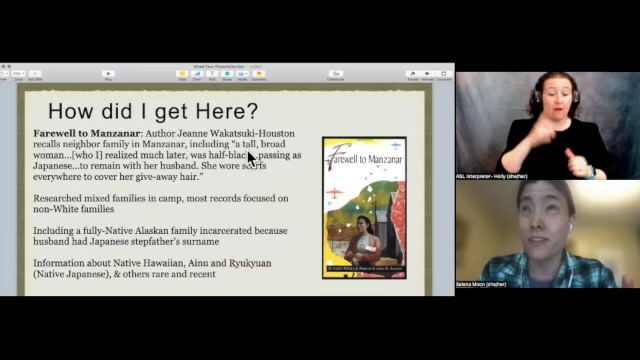 Mixed Race Presentation.key
How did I get Here?
Farewell to Manzanar: Author Jeanne Wakatsuki-Houston
recalls neighbor family in Manzanar, including “a tall, broad
woman...[who I] realized much later, was half-black...passing as
Japanese...to remain with her husband. She wore scarfs
everywhere to cover her give-away hair.”
Researched mixed families in camp, most records focused on
non-White families
Including a fully-Native Alaskan family incarcerated because
husband had Japanese stepfather's surname
Information about Native Hawaiian, Ainu and Ryukyuan
(Native Japanese), & others rare and recent
Farewell to Manzanar
ASL Interpreter- Holly (she/her)
Selena Moon (she/her)